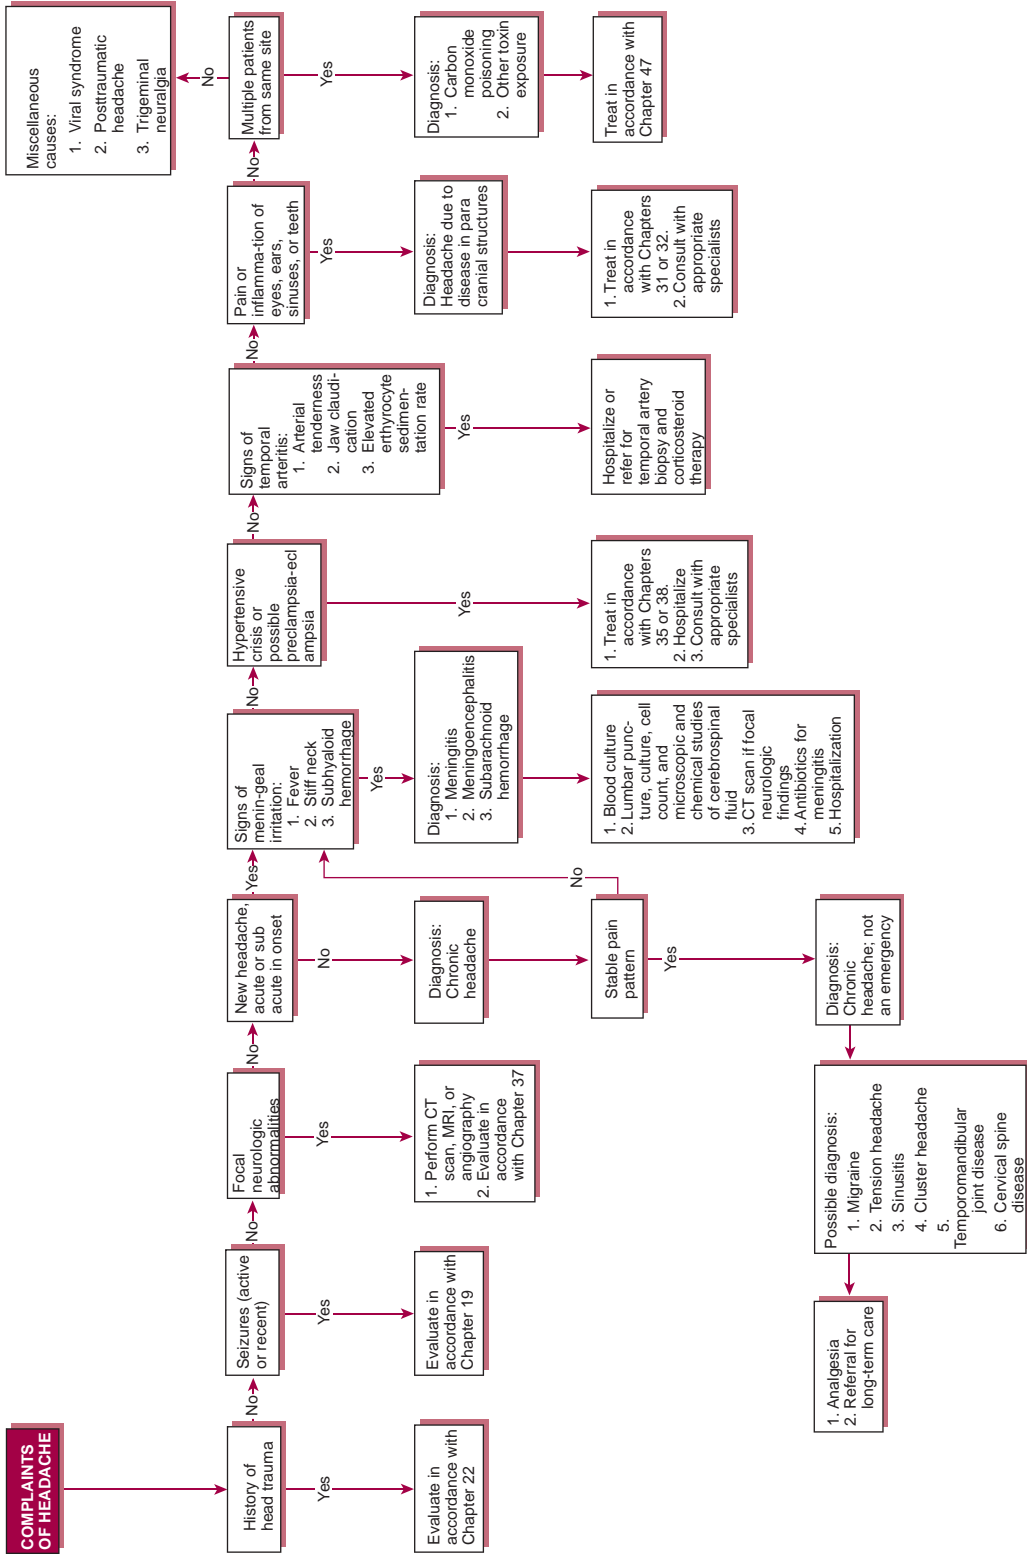 COMPLAINTS
OF HEADACHE
History of
head trauma
No
Yes
Evaluate in
accordance with
Chapter 22
Seizures (active
or recent)
No
Yes
Evaluate in
accordance with
Chapter 19
Focal
neurologic
abnormalities
No
Yes
1. Perform CT
scan, MRI, or
angiography
2. Evaluate in
accordance
with Chapter 37
New headache,
acute or sub
acute in onset
Yes
No
Diagnosis:
Chronic
headache
Stable pain
pattern
No
Yes
Diagnosis:
Chronic
headache; not
an emergency
Possible diagnosis:
1. Migraine
2. Tension headache
3. Sinusitis
4. Cluster headache
5.
Temporomandibular
joint disease
6. Cervical spine
disease
1. Analgesia
2. Referral for
long-term care
Signs of
menin-geal
irritation:
1. Fever
2. Stiff neck
3. Subhyaloid
hemorrhage
No
Yes
Diagnosis:
1. Meningitis
2. Meningoencephalitis
3. Subarachnoid
hemorrhage
1. Blood culture
2. Lumbar punc-
ture, culture, cell
count, and
microscopic and
chemical studies
of cerebrospinal
fluid
3. CT scan if focal
neurologic
findings
4. Antibiotics for
meningitis
5. Hospitalization
Hypertensive
crisis or
possible
preclampsia-ecl
ampsia
No
Yes
1. Treat in
accordance
with Chapters
35 or 38.
2. Hospitalize
3. Consult with
appropriate
specialists
Signs of
temporal
arteritis:
1. Arterial
tenderness
2. Jaw claudi-
cation
3. Elevated
erthyrocyte
sedimen-
tation rate
No
Yes
Hospitalize or
refer for
temporal artery
biopsy and
corticosteroid
therapy
Pain or
inflamma-tion of
eyes, ears,
sinuses, or teeth
No
Yes
Diagnosis:
Headache due to
disease in para
cranial structures
1. Treat in
accordance
with Chapters
31 or 32.
2. Consult with
appropriate
specialists
Multiple patients
from same site
No
Yes
Diagnosis:
1. Carbon
monoxide
poisoning
2. Other toxin
exposure
Treat in
accordance with
Chapter 47
Miscellaneous
causes:
1. Viral syndrome
2. Posttraumatic
headache
3. Trigeminal
neuralgia